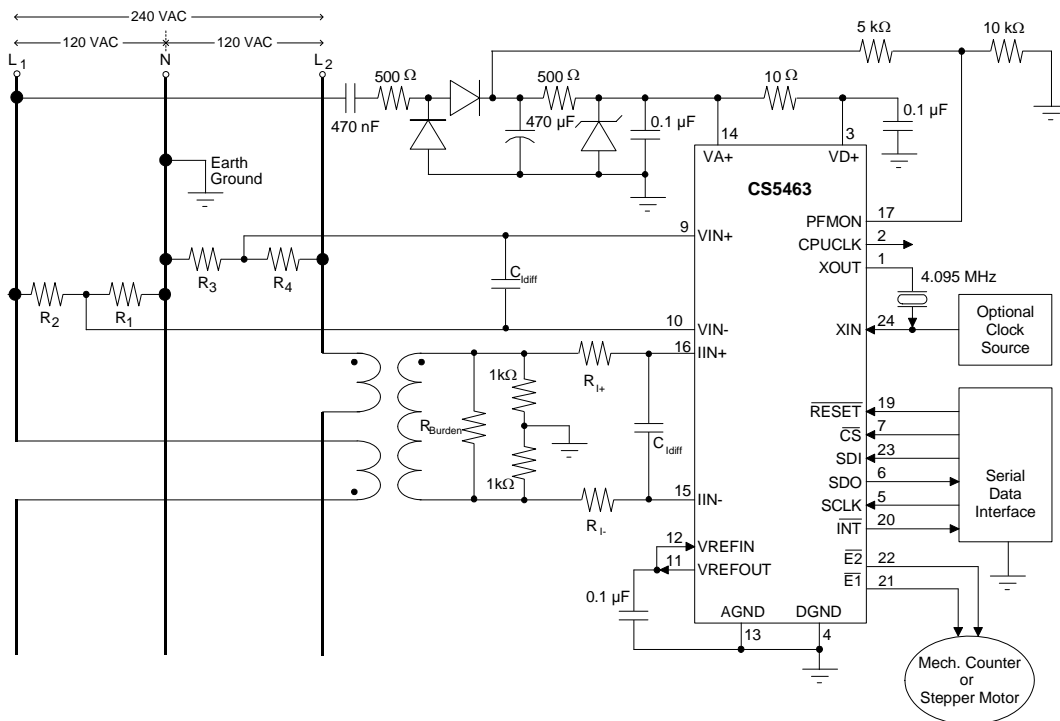 240 VAC
120 VAC
120 VAC
L1
N
L2
5 kΩ
10 kΩ
500 Ω
500 Ω
10 Ω
470 nF
470 µF
0.1 µF
0.1 µF
Earth
Ground
14
3
VA+
VD+
CS5463
PFMON
17
CPUCLK
2
XOUT
1
4.095 MHz
XIN
24
Optional
Clock
Source
9
VIN+
R3
R4
CIdiff
R2
R1
10
VIN-
16
IIN+
1kΩ
RI+
RBurden
CIdiff
1kΩ
15
IIN-
RI-
RESET
19
CS
7
SDI
23
SDO
6
SCLK
5
INT
20
Serial
Data
Interface
12
VREFIN
11
VREFOUT
E2
22
E1
21
0.1 µF
AGND
DGND
13
4
Mech. Counter
or
Stepper Motor